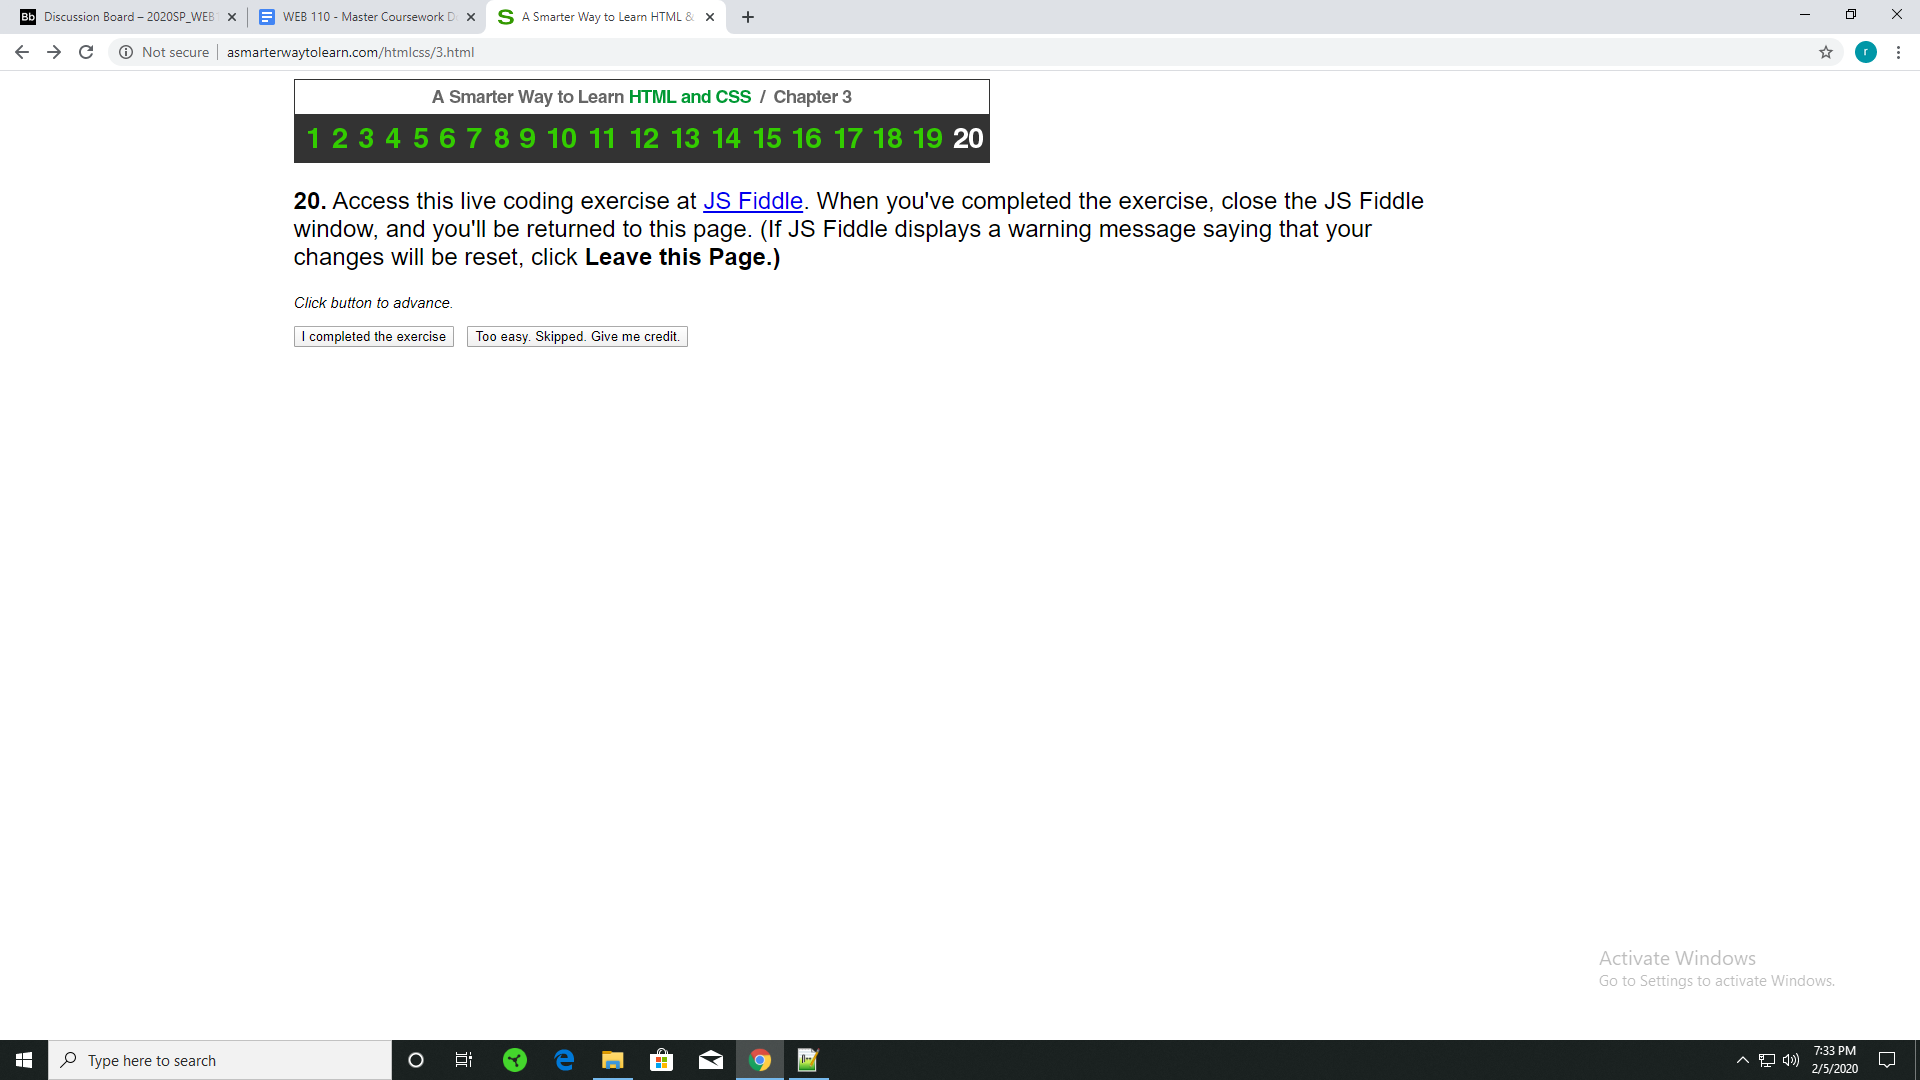 Bb Discussion Board – 2020SP_WEB1
WEB 110 - Master Coursework D
S A Smarter Way to Learn HTML &
Not secure | asmarterwaytolearn.com/htmlcss/3.html
r
A Smarter Way to Learn HTML and CSS / Chapter 3
1 2 3 4 5 6 7 8 9 10 11 12 13 14 15 16 17 18 19 20
20. Access this live coding exercise at JS Fiddle. When you've completed the exercise, close the JS Fiddle
window, and you'll be returned to this page. (If JS Fiddle displays a warning message saying that your
changes will be reset, click Leave this Page.)
Click button to advance.
I completed the exercise
Too easy. Skipped. Give me credit.
Activate Windows
Go to Settings to activate Windows.
Type here to search
7:33 PM
2/5/2020